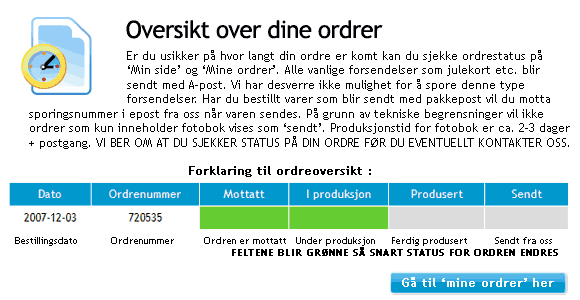 Oversikt over dine ordrer
Er du usikker på hvor langt din ordre er komt kan du sjekke ordrestatus på
‘Min side’ og ‘Mine ordrer’. Alle vanlige forsendelser som julekort etc. blir
sendt med A-post. Vi har desverre ikke mulighet for å spore denne type
forsendelser. Har du bestillt varer som blir sendt med pakkepost vil du motta
sporingsnummer i epost fra oss når varen sendes. På grunn av tekniske begrensninger vil ikke
ordrer som kun inneholder fotobok vises som ‘sendt’. Produksjonstid for fotobok er ca. 2-3 dager
+ postgang. VI BER OM AT DU SJEKKER STATUS PÅ DIN ORDRE FØR DU EVENTUELLT KONTAKTER OSS.
Forklaring til ordreoversikt :
Dato Ordrenummer Mottatt I produksjon Produsert Sendt
2007-12-03 720535
Bestillingsdato Ordrenummer Ordren er mottatt Under produksjon Ferdig produsert Sendt fra oss
FELTENE BLIR GRØNNE SÅ SNART STATUS FOR ORDREN ENDRES
Gå til ‘mine ordrer’ her